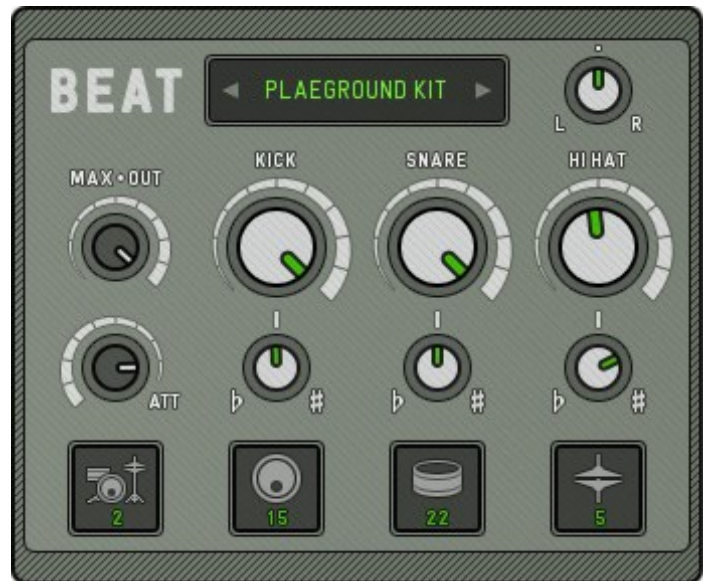 BEAT
◄ PLAEGROUND KIT ►
L R
MAX•OUT
KICK
SNARE
HI HAT
ATT
♭ ♯
♭ ♯
♭ ♯
2
15
22
5